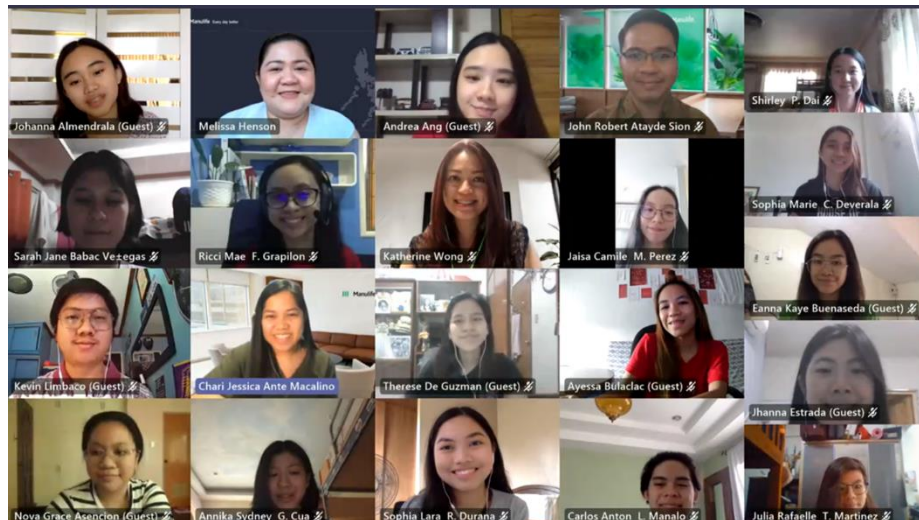 Manulife
Johanna Almendrala (Guest)
Melissa Henson
Andrea Ang (Guest)
Manulife
John Robert Atayde Sion
Shirley P. Dai
Sarah Jane Babac Ve±egas
Ricci Mae F. Grapilon
Katherine Wong
Jaisa Camile M. Perez
Sophia Marie C. Deverala
Kevin Limbaco (Guest)
Manulife
Chari Jessica Ante Macalino
Therese De Guzman (Guest)
Ayessa Bulaclac (Guest)
Eanna Kaye Buenaseda (Guest)
Jhanna Estrada (Guest)
Nova Grace Asencion (Guest)
Annika Sydney G. Cua
Sophia Lara R. Durana
Carlos Anton L. Manalo
Julia Rafaelle T. Martinez